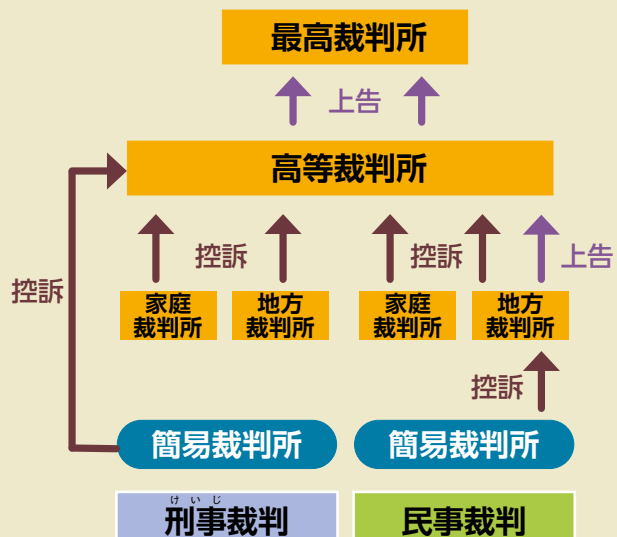 最高裁判所
上告
高等裁判所
控訴
控訴
控訴
上告
家庭
裁判所
地方
裁判所
家庭
裁判所
地方
裁判所
控訴
簡易裁判所
簡易裁判所
けいじ
刑事裁判
民事裁判